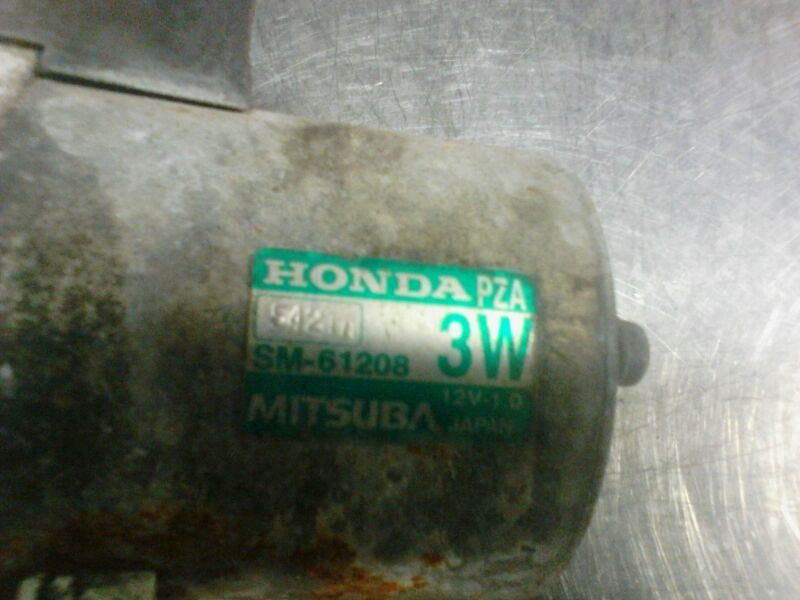 HONDA PZA
3W
SM-61208
12V-1.0
MITSUBA JAPAN